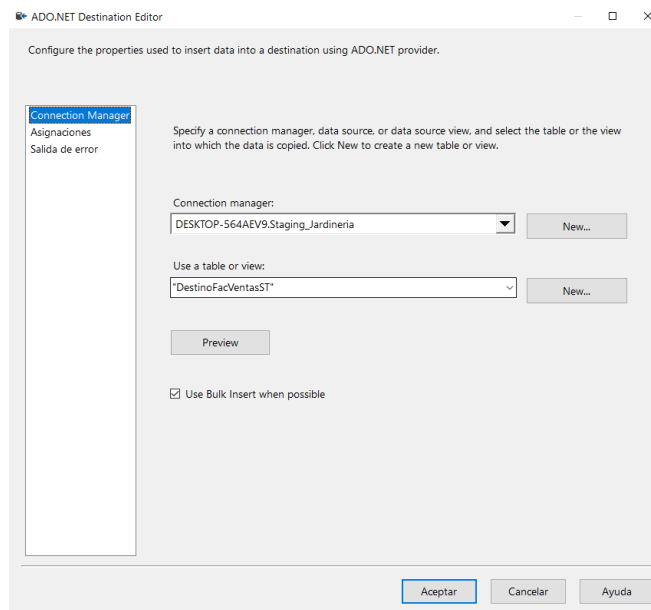 ADO.NET Destination Editor
Configure the properties used to insert data into a destination using ADO.NET provider.
Connection Manager
Asignaciones
Salida de error
Specify a connection manager, data source, or data source view, and select the table or the view
into which the data is copied. Click New to create a new table or view.
Connection manager:
DESKTOP-564AEV9.Staging_Jardineria
New...
Use a table or view:
"DestinoFacVentasST"
New...
Preview
Use Bulk Insert when possible
Aceptar
Cancelar
Ayuda